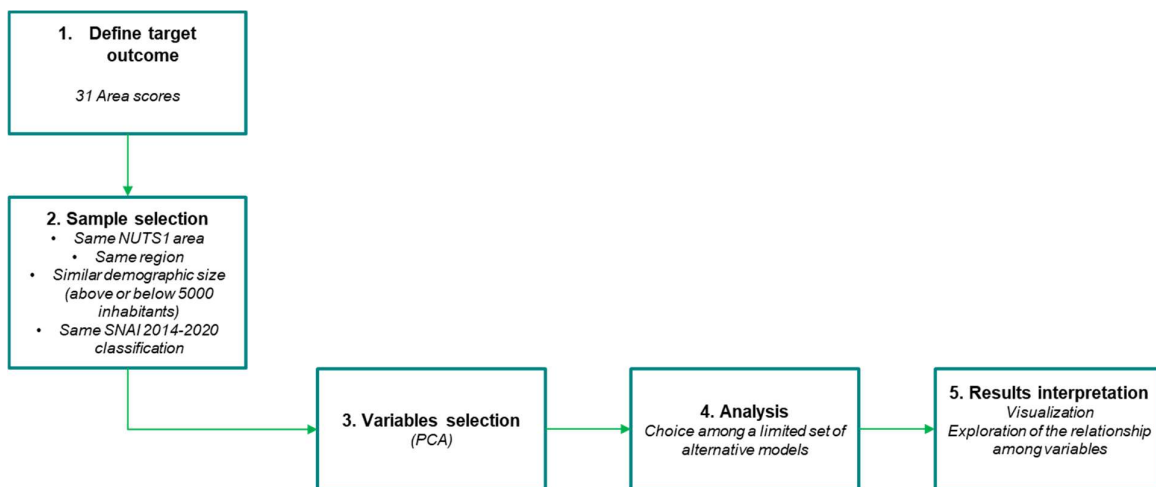 1. Define target
outcome
31 Area scores
2. Sample selection
• Same NUTS1 area
• Same region
• Similar demographic size
(above or below 5000
inhabitants)
• Same SNAI 2014-2020
classification
3. Variables selection
(PCA)
4. Analysis
Choice among a limited set of
alternative models
5. Results interpretation
Visualization
Exploration of the relationship
among variables